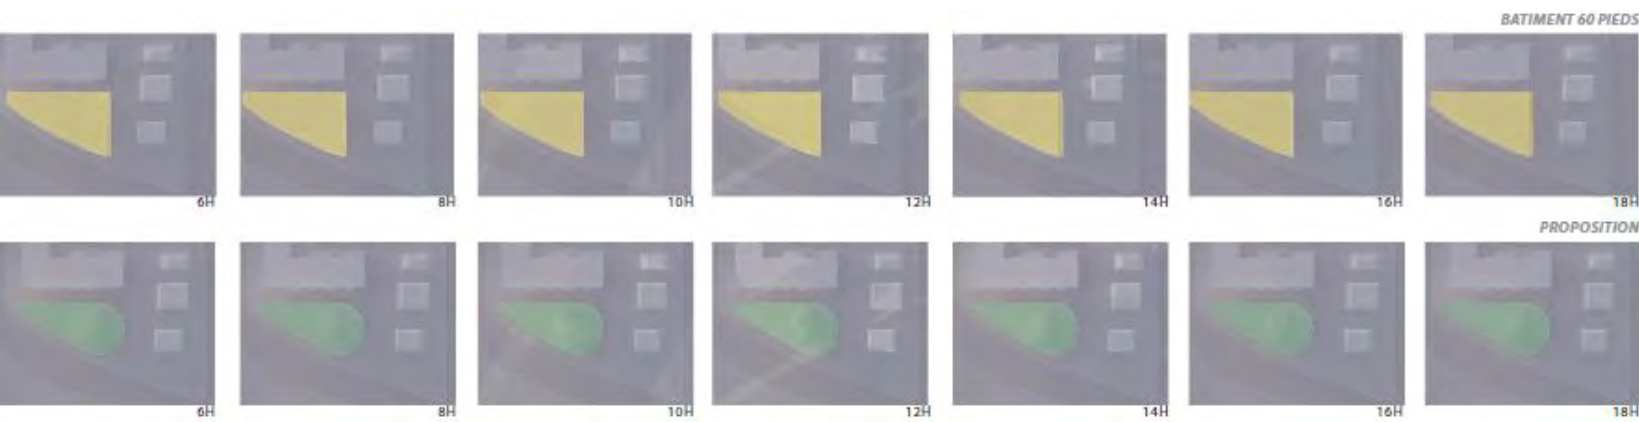 BATIMENT 60 PIEDS
6H
8H
10H
12H
14H
16H
18H
PROPOSITION
6H
8H
10H
12H
14H
16H
18H